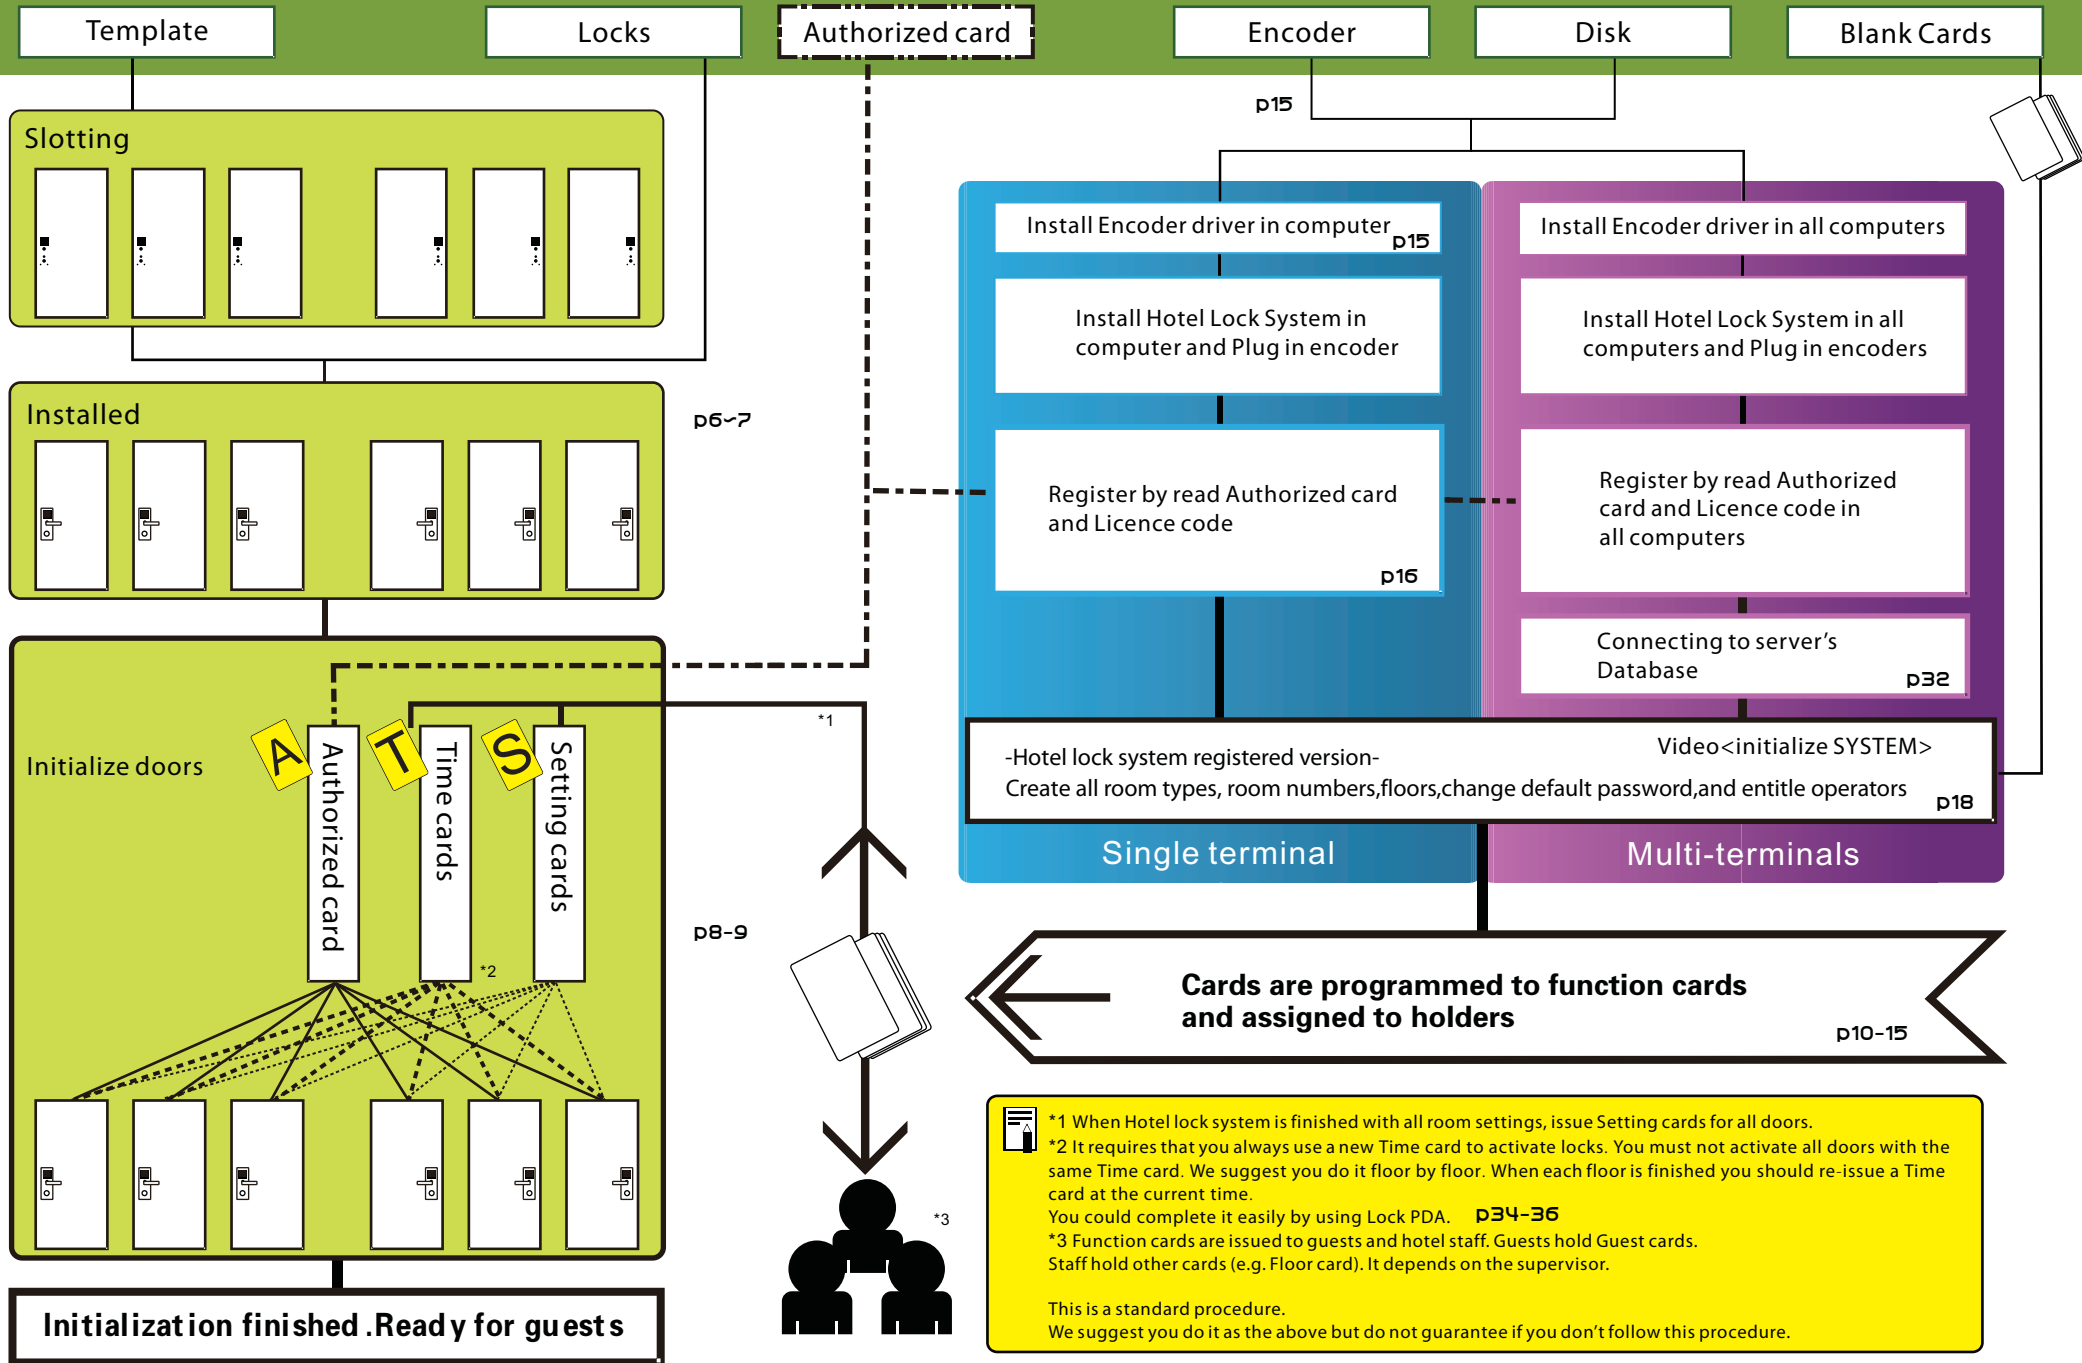 Template
Locks
Authorized card
Encoder
Disk
Blank Cards
p15
Slotting
Installed
p6~7
Initialize doors
A
T
S
Authorized card
Time cards
Setting cards
*1
*2
p8-9
Initialization finished .Ready for guests
Install Encoder driver in computer
p15
Install Hotel Lock System in
computer and Plug in encoder
Register by read Authorized card
and Licence code
p16
Install Encoder driver in all computers
Install Hotel Lock System in all
computers and Plug in encoders
Register by read Authorized
card and Licence code in
all computers
Connecting to server’s
Database
p32
-Hotel lock system registered version-
Video<initialize SYSTEM>
Create all room types, room numbers,floors,change default password,and entitle operators
p18
Single terminal
Multi-terminals
Cards are programmed to function cards
and assigned to holders
p10-15
*3
*1 When Hotel lock system is finished with all room settings, issue Setting cards for all doors.
*2 It requires that you always use a new Time card to activate locks. You must not activate all doors with the
same Time card. We suggest you do it floor by floor. When each floor is finished you should re-issue a Time
card at the current time.
You could complete it easily by using Lock PDA. p34-36
*3 Function cards are issued to guests and hotel staff. Guests hold Guest cards.
Staff hold other cards (e.g. Floor card). It depends on the supervisor.
This is a standard procedure.
We suggest you do it as the above but do not guarantee if you don’t follow this procedure.